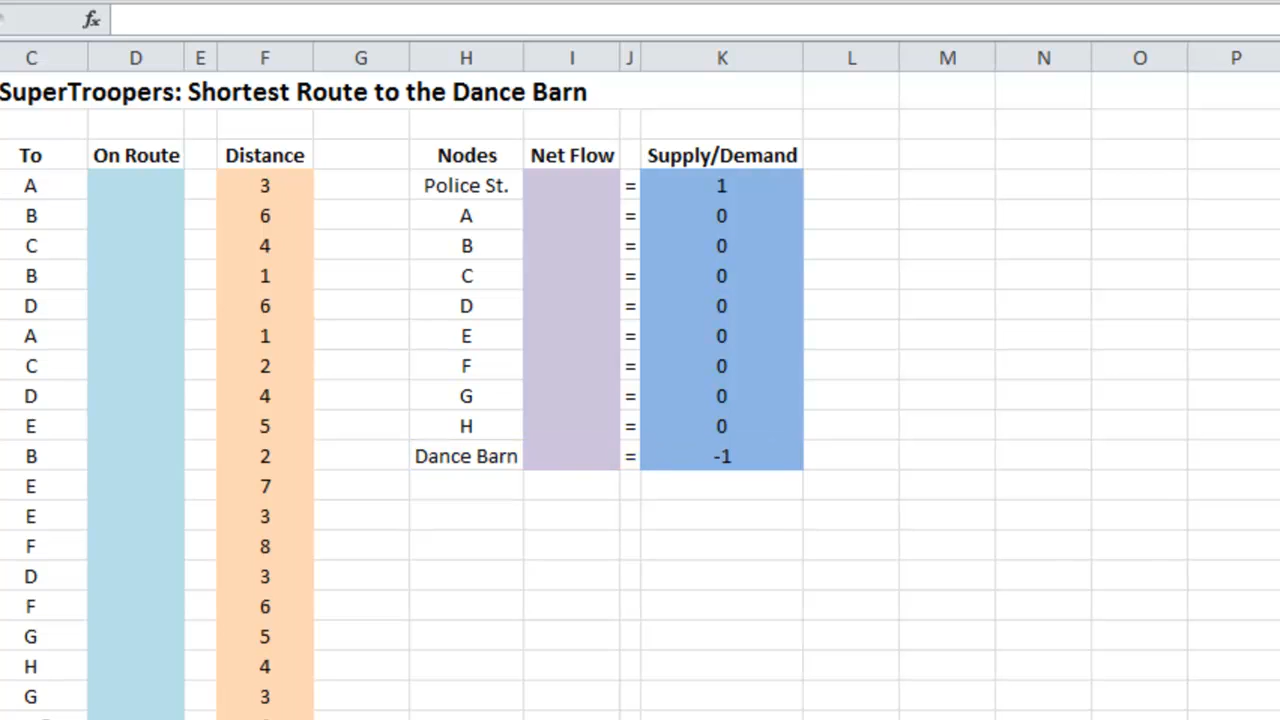 fx
C D E F G H I J K L M N O P
SuperTroopers: Shortest Route to the Dance Barn
To On Route Distance Nodes Net Flow Supply/Demand
A 3 Police St. = 1
B 6 A = 0
C 4 B = 0
B 1 C = 0
D 6 D = 0
A 1 E = 0
C 2 F = 0
D 4 G = 0
E 5 H = 0
B 2 Dance Barn = -1
E 7
E 3
F 8
D 3
F 6
G 5
H 4
G 3